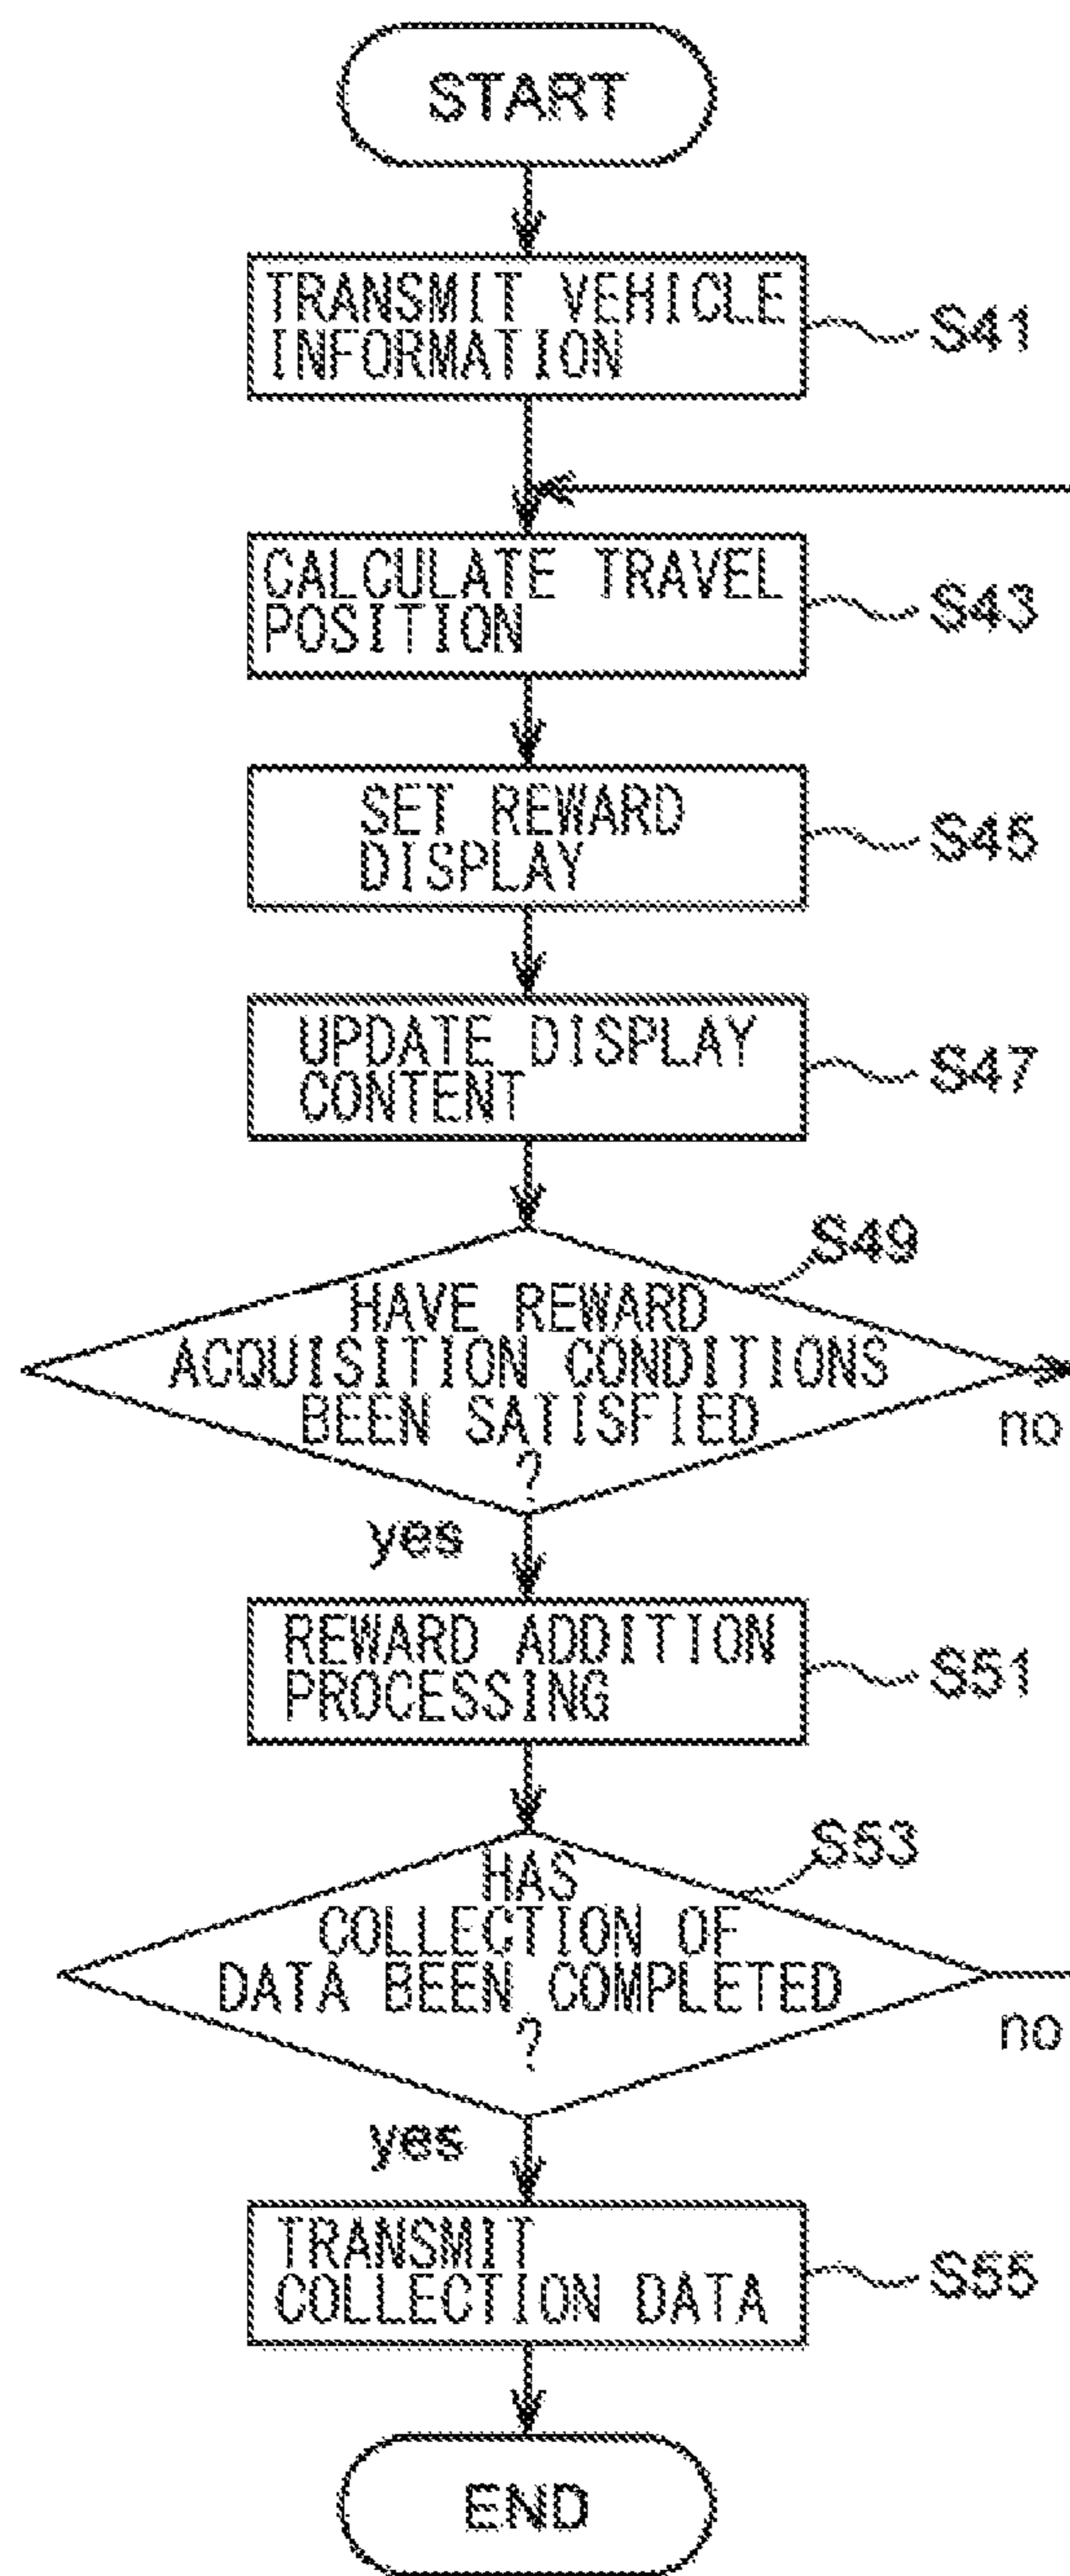 START
TRANSMIT VEHICLE
INFORMATION
S41
CALCULATE TRAVEL
POSITION
S43
SET REWARD
DISPLAY
S45
UPDATE DISPLAY
CONTENT
S47
S49
HAVE REWARD
ACQUISITION CONDITIONS
BEEN SATISFIED
?
no
yes
REWARD ADDITION
PROCESSING
S51
S53
HAS
COLLECTION OF
DATA BEEN COMPLETED
?
no
yes
TRANSMIT
COLLECTION DATA
S55
END